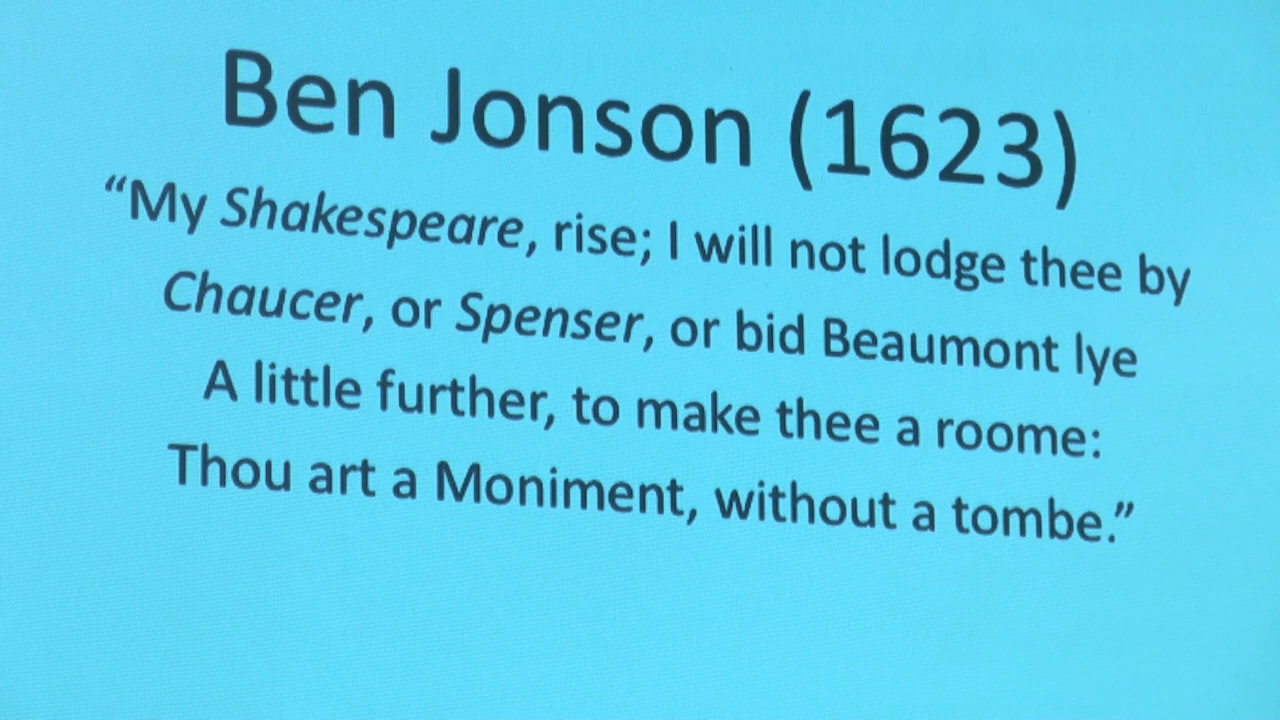 Ben Jonson (1623)
“My Shakespeare, rise; I will not lodge thee by
Chaucer, or Spenser, or bid Beaumont lye
A little further, to make thee a roome:
Thou art a Moniment, without a tombe.”